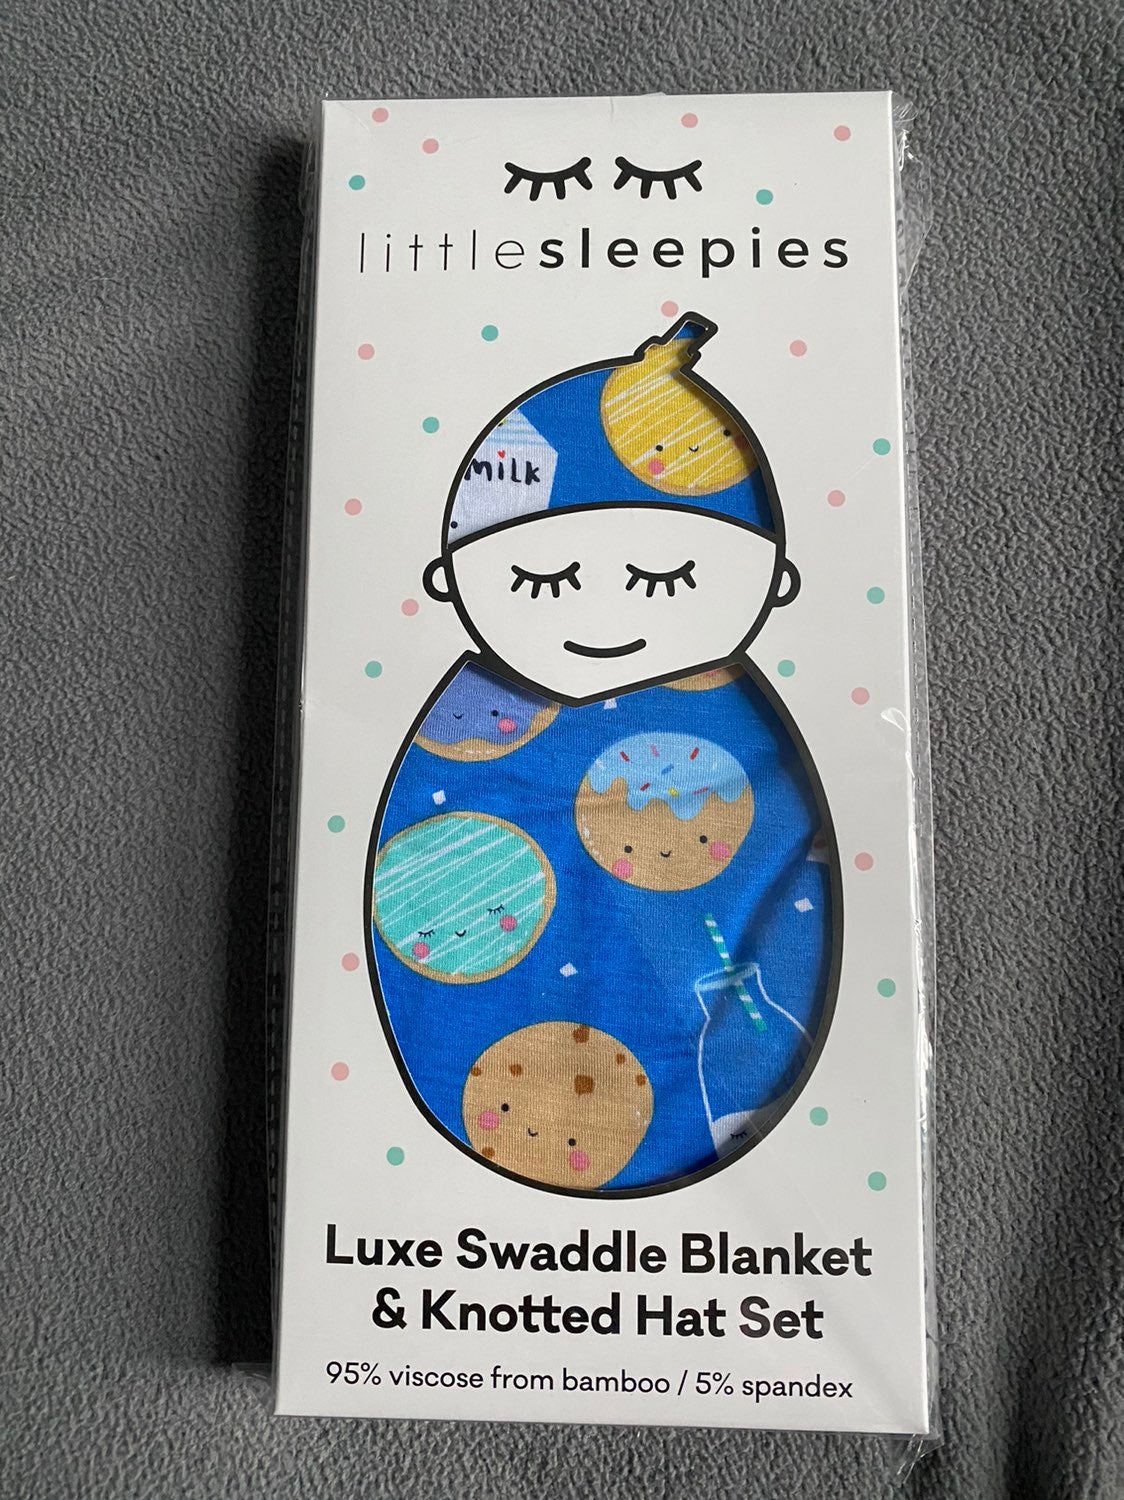 littlesleepies
milk
Luxe Swaddle Blanket
& Knotted Hat Set
95% viscose from bamboo / 5% spandex